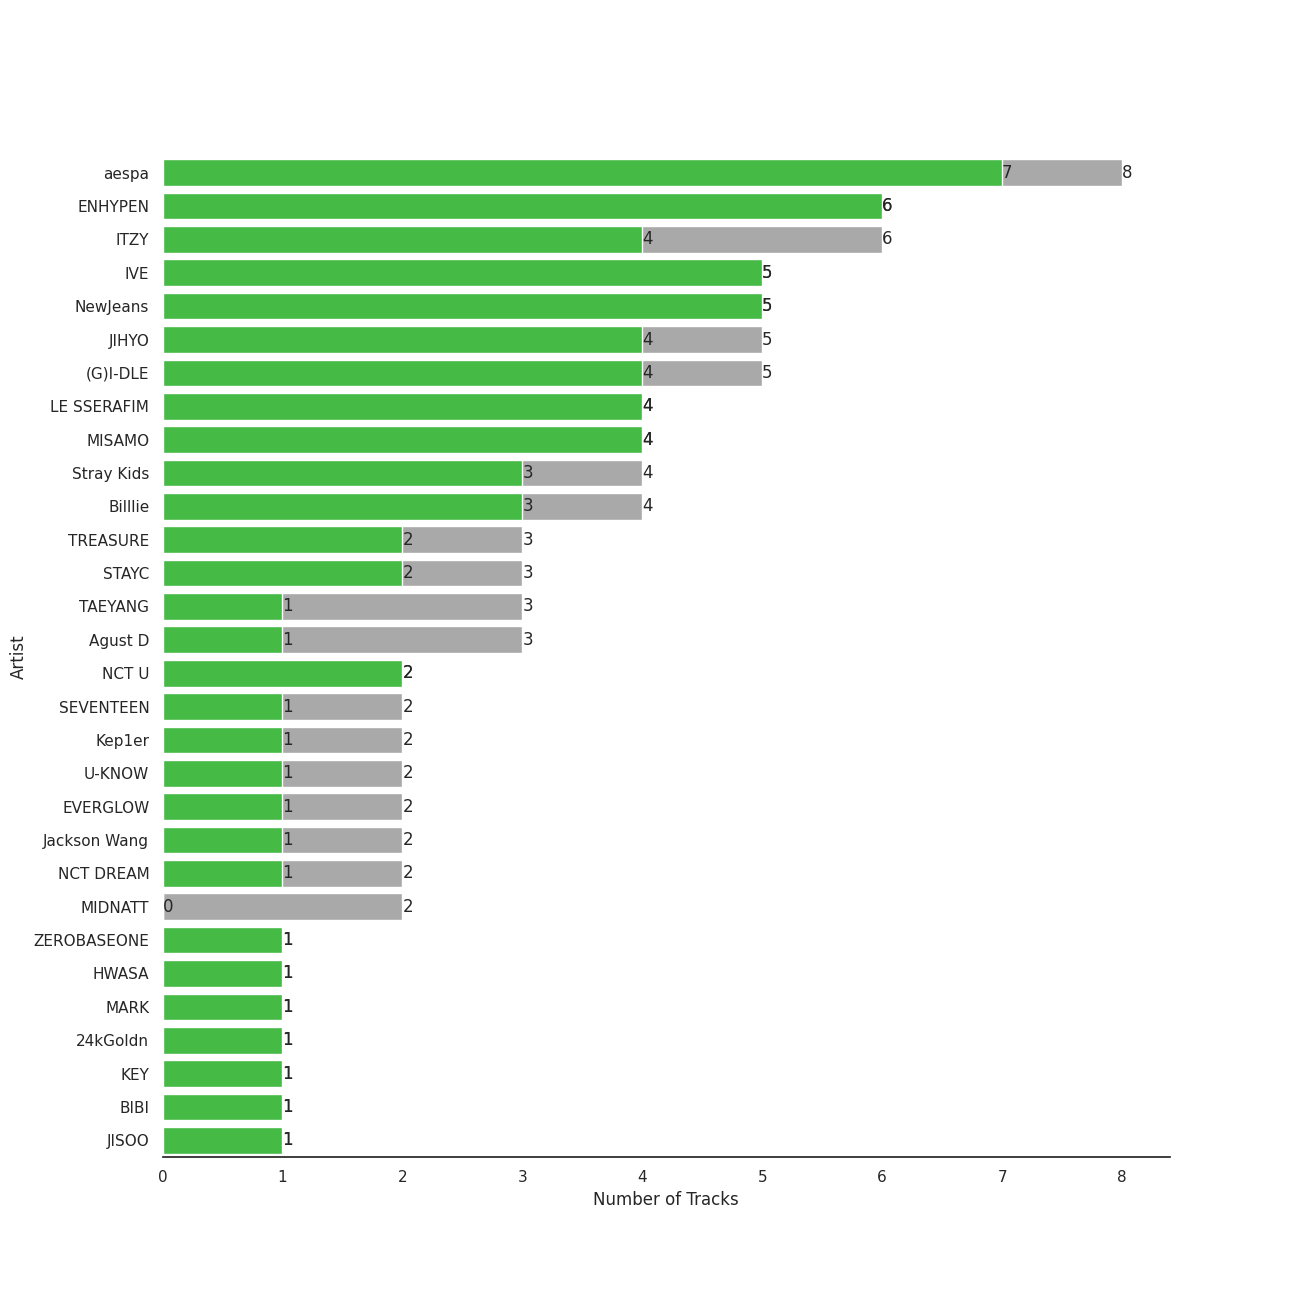 aespa 7 8
ENHYPEN 6
ITZY 4 6
IVE 5
NewJeans 5
JIHYO 4 5
(G)I-DLE 4 5
LE SSERAFIM 4
MISAMO 4
Stray Kids 3 4
Billlie 3 4
TREASURE 2 3
STAYC 2 3
TAEYANG 1 3
Agust D 1 3
NCT U 2
SEVENTEEN 1 2
Kep1er 1 2
U-KNOW 1 2
EVERGLOW 1 2
Jackson Wang 1 2
NCT DREAM 1 2
MIDNATT 0 2
ZEROBASEONE 1
HWASA 1
MARK 1
24kGoldn 1
KEY 1
BIBI 1
JISOO 1
Artist
0 1 2 3 4 5 6 7 8
Number of Tracks